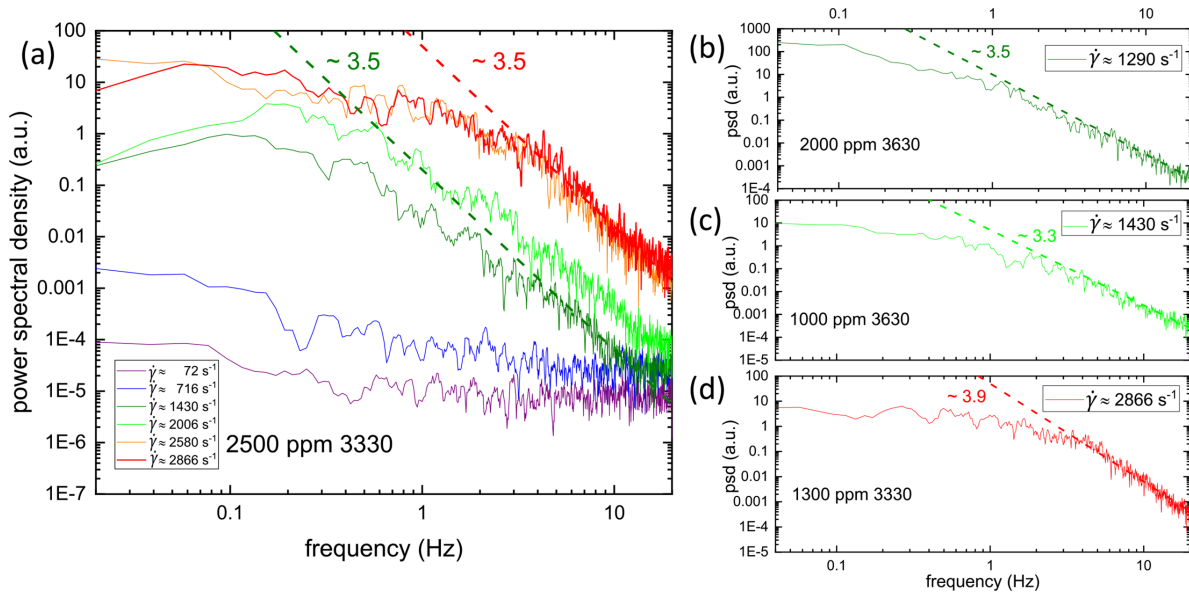 (a)
power spectral density (a.u.)
100
10
1
0.1
0.01
0.001
1E-4
1E-5
1E-6
1E-7
~ 3.5
~ 3.5
γ̇ ≈ 72 s⁻¹
γ̇ ≈ 716 s⁻¹
γ̇ ≈ 1430 s⁻¹
γ̇ ≈ 2006 s⁻¹
γ̇ ≈ 2580 s⁻¹
γ̇ ≈ 2866 s⁻¹
2500 ppm 3330
0.1
1
10
frequency (Hz)
0.1
1
10
(b)
psd (a.u.)
1000
100
10
1
0.1
0.01
0.001
1E-4
~ 3.5
γ̇ ≈ 1290 s⁻¹
2000 ppm 3630
(c)
psd (a.u.)
100
10
1
0.1
0.01
0.001
1E-4
1E-5
~ 3.3
γ̇ ≈ 1430 s⁻¹
1000 ppm 3630
(d)
psd (a.u.)
100
10
1
0.1
0.01
0.001
1E-4
1E-5
~ 3.9
γ̇ ≈ 2866 s⁻¹
1300 ppm 3330
0.1
1
10
frequency (Hz)